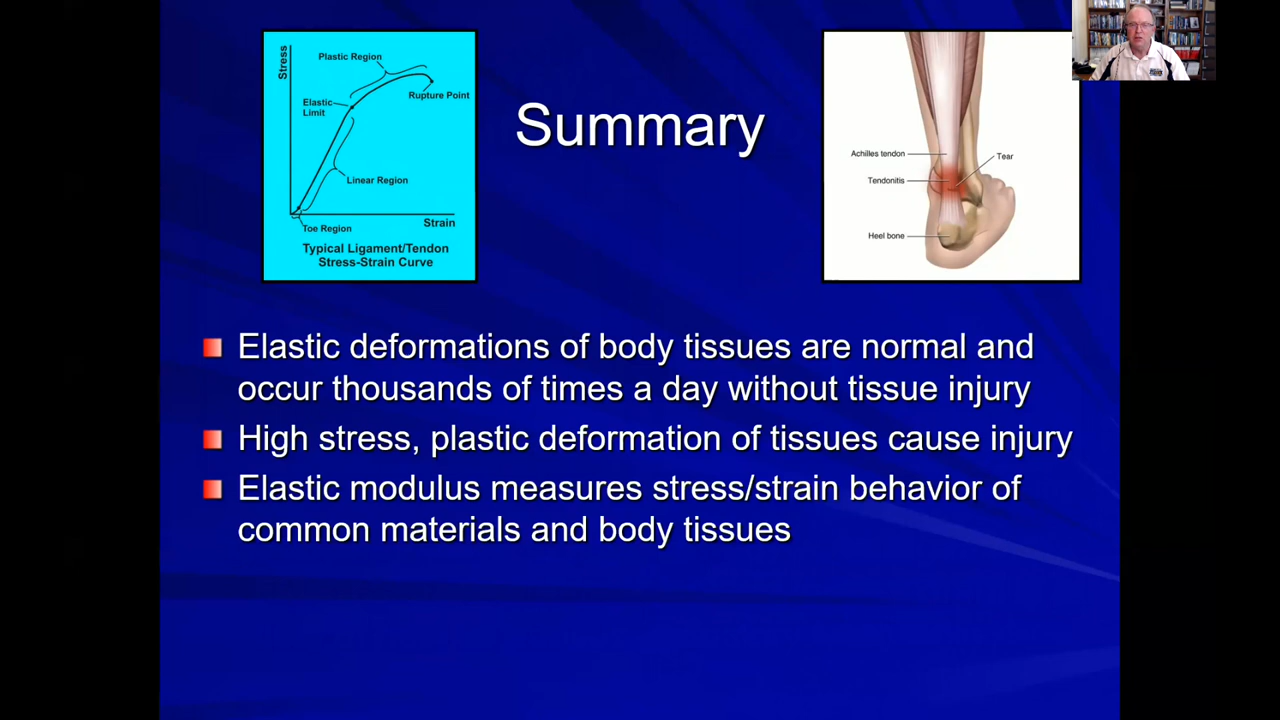 Stress
Plastic Region
Rupture Point
Elastic
Limit
Linear Region
Strain
Toe Region
Typical Ligament/Tendon
Stress-Strain Curve
Summary
Achilles tendon
Tear
Tendonitis
Heel bone
Elastic deformations of body tissues are normal and
occur thousands of times a day without tissue injury
High stress, plastic deformation of tissues cause injury
Elastic modulus measures stress/strain behavior of
common materials and body tissues